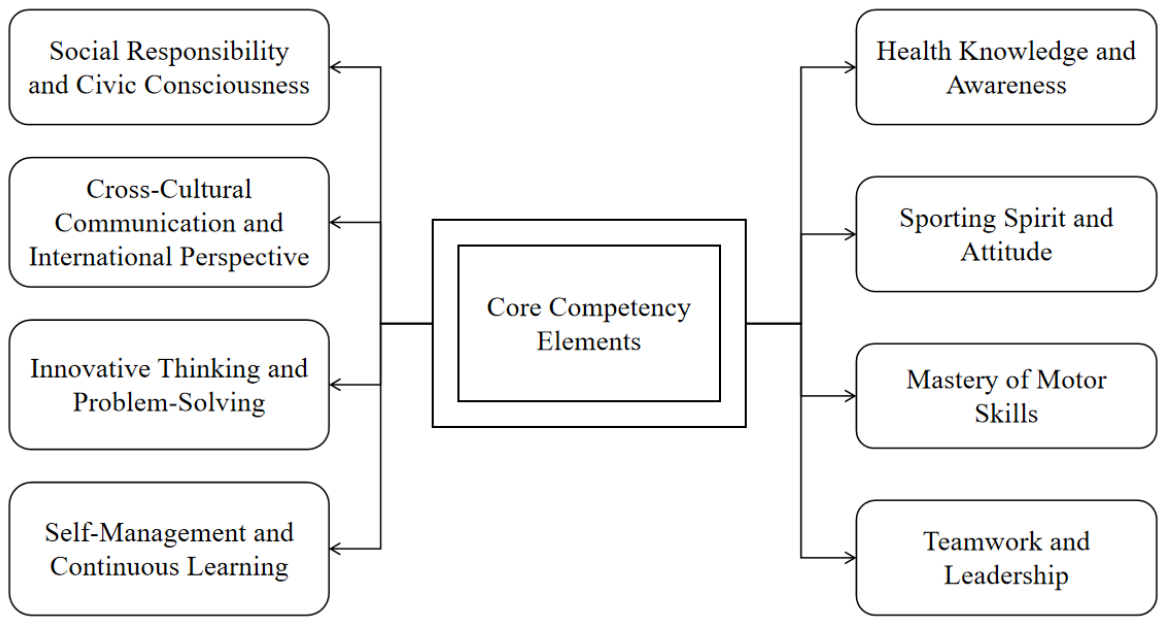 Social Responsibility
and Civic Consciousness
Cross-Cultural
Communication and
International Perspective
Innovative Thinking and
Problem-Solving
Self-Management and
Continuous Learning
Core Competency
Elements
Health Knowledge and
Awareness
Sporting Spirit and
Attitude
Mastery of Motor
Skills
Teamwork and
Leadership